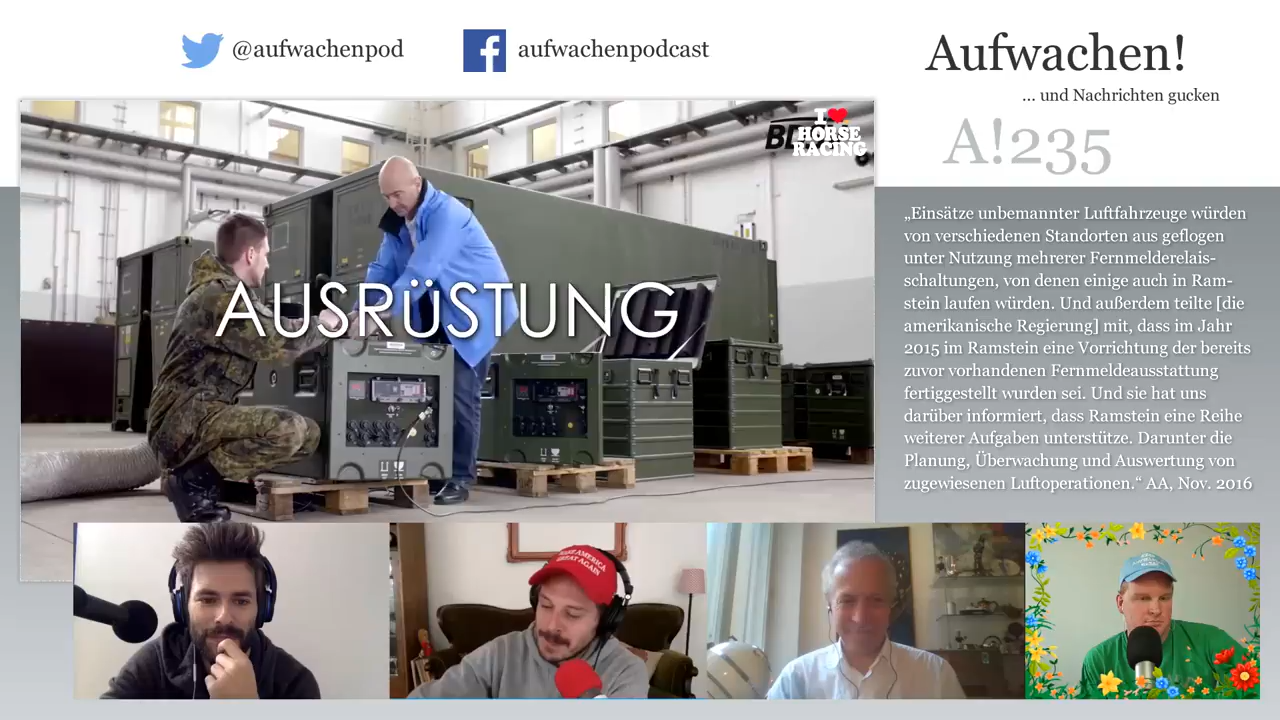 @aufwachenpod
aufwachenpodcast
Aufwachen!
... und Nachrichten gucken
A!235
I
HORSE
RACING
AUSRÜSTUNG
„Einsätze unbemannter Luftfahrzeuge würden
von verschiedenen Standorten aus geflogen
unter Nutzung mehrerer Fernmelderelais-
schaltungen, von denen einige auch in Ram-
stein laufen würden. Und außerdem teilte [die
amerikanische Regierung] mit, dass im Jahr
2015 im Ramstein eine Vorrichtung der bereits
zuvor vorhandenen Fernmeldeausstattung
fertiggestellt wurden sei. Und sie hat uns
darüber informiert, dass Ramstein eine Reihe
weiterer Aufgaben unterstütze. Darunter die
Planung, Überwachung und Auswertung von
zugewiesenen Luftoperationen.“ AA, Nov. 2016
MAKE AMERICA
GREAT AGAIN